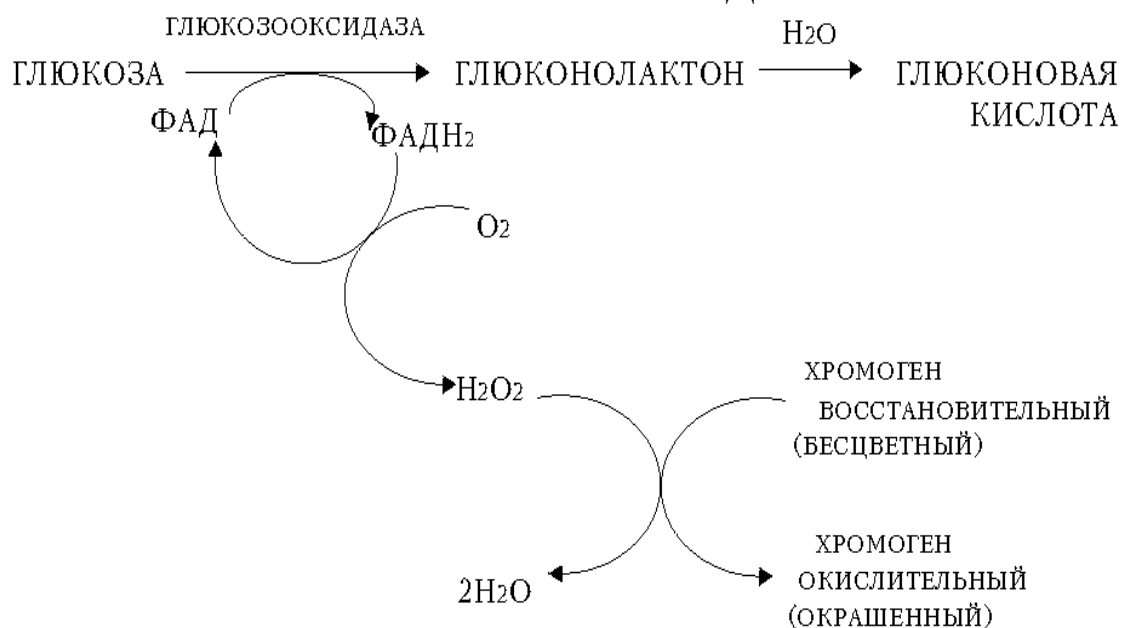 ГЛЮКОЗООКСИДАЗА
H2O
ГЛЮКОЗА
ГЛЮКОНОЛАКТОН
ГЛЮКОНОВАЯ
КИСЛОТА
ФАД
ФАДН2
O2
H2O2
ХРОМОГЕН
ВОССТАНОВИТЕЛЬНЫЙ
(БЕСЦВЕТНЫЙ)
2H2O
ХРОМОГЕН
ОКИСЛИТЕЛЬНЫЙ
(ОКРАШЕННЫЙ)